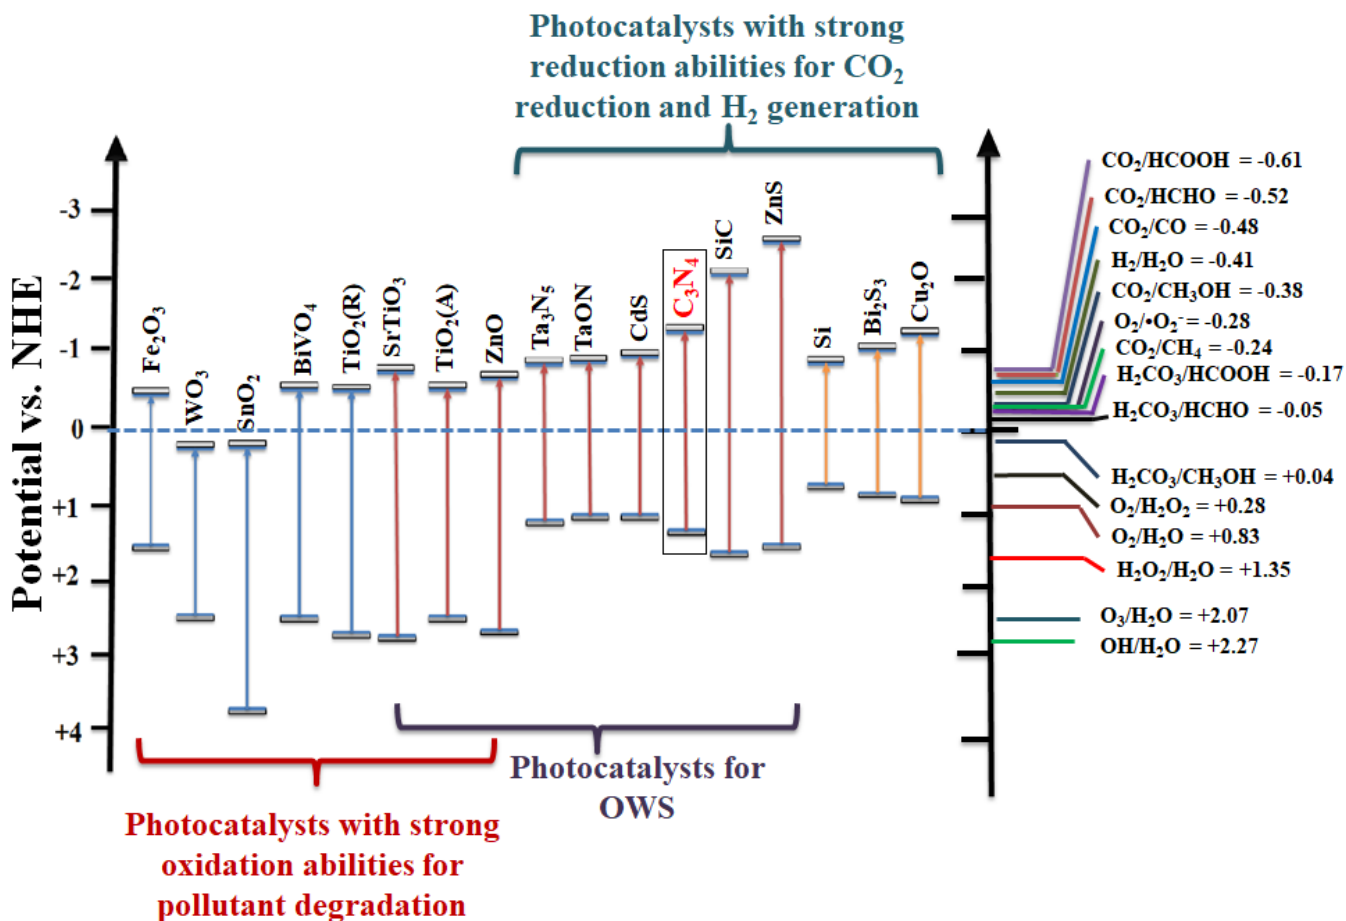 Photocatalysts with strong
reduction abilities for CO₂
reduction and H₂ generation
Potential vs. NHE
-3
-2
-1
0
+1
+2
+3
+4
Fe₂O₃
WO₃
SnO₂
BiVO₄
TiO₂(R)
SrTiO₃
TiO₂(A)
ZnO
Ta₃N₅
TaON
CdS
C₃N₄
SiC
ZnS
Si
Bi₂S₃
Cu₂O
CO₂/HCOOH = -0.61
CO₂/HCHO = -0.52
CO₂/CO = -0.48
H₂/H₂O = -0.41
CO₂/CH₃OH = -0.38
O₂/•O₂⁻ = -0.28
CO₂/CH₄ = -0.24
H₂CO₃/HCOOH = -0.17
H₂CO₃/HCHO = -0.05
H₂CO₃/CH₃OH = +0.04
O₂/H₂O₂ = +0.28
O₂/H₂O = +0.83
H₂O₂/H₂O = +1.35
O₃/H₂O = +2.07
OH/H₂O = +2.27
Photocatalysts for
OWS
Photocatalysts with strong
oxidation abilities for
pollutant degradation